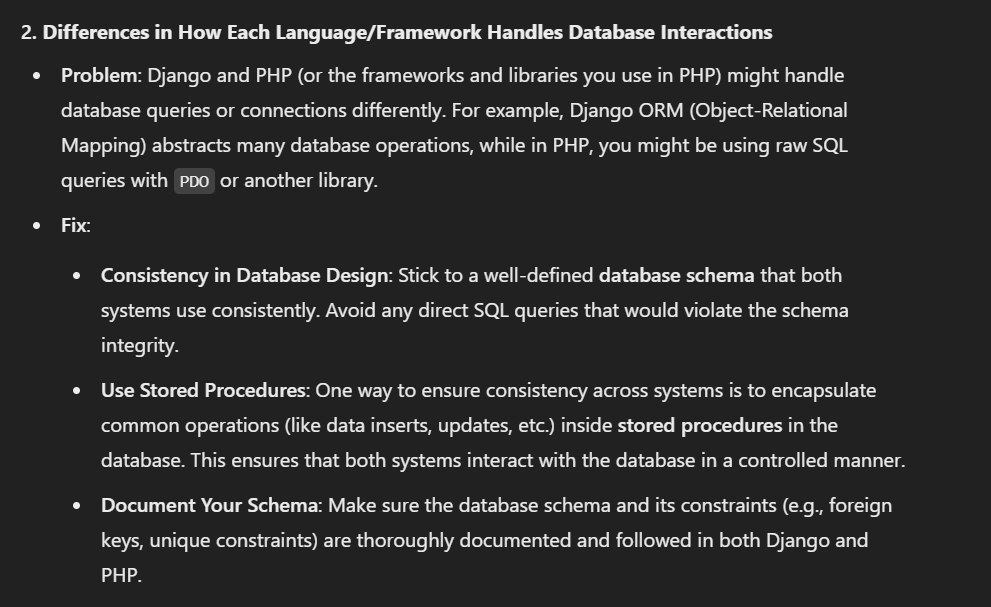 2. Differences in How Each Language/Framework Handles Database Interactions
• Problem: Django and PHP (or the frameworks and libraries you use in PHP) might handle
database queries or connections differently. For example, Django ORM (Object-Relational
Mapping) abstracts many database operations, while in PHP, you might be using raw SQL
queries with PDO or another library.
• Fix:
• Consistency in Database Design: Stick to a well-defined database schema that both
systems use consistently. Avoid any direct SQL queries that would violate the schema
integrity.
• Use Stored Procedures: One way to ensure consistency across systems is to encapsulate
common operations (like data inserts, updates, etc.) inside stored procedures in the
database. This ensures that both systems interact with the database in a controlled manner.
• Document Your Schema: Make sure the database schema and its constraints (e.g., foreign
keys, unique constraints) are thoroughly documented and followed in both Django and
PHP.